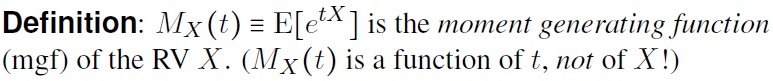 Definition: M_X(t) ≡ E[e^{tX}] is the moment generating function
(mgf) of the RV X. (M_X(t) is a function of t, not of X!)